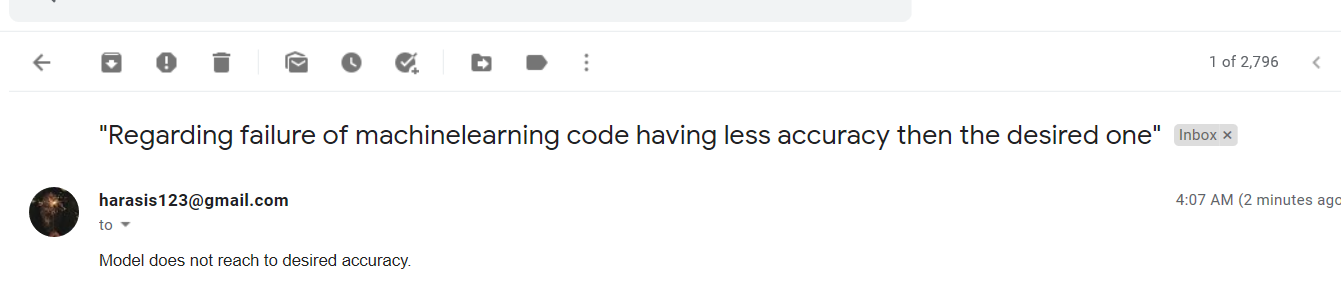 1 of 2,796
"Regarding failure of machinelearning code having less accuracy then the desired one" Inbox ×
harasis123@gmail.com 4:07 AM (2 minutes ago
to
Model does not reach to desired accuracy.